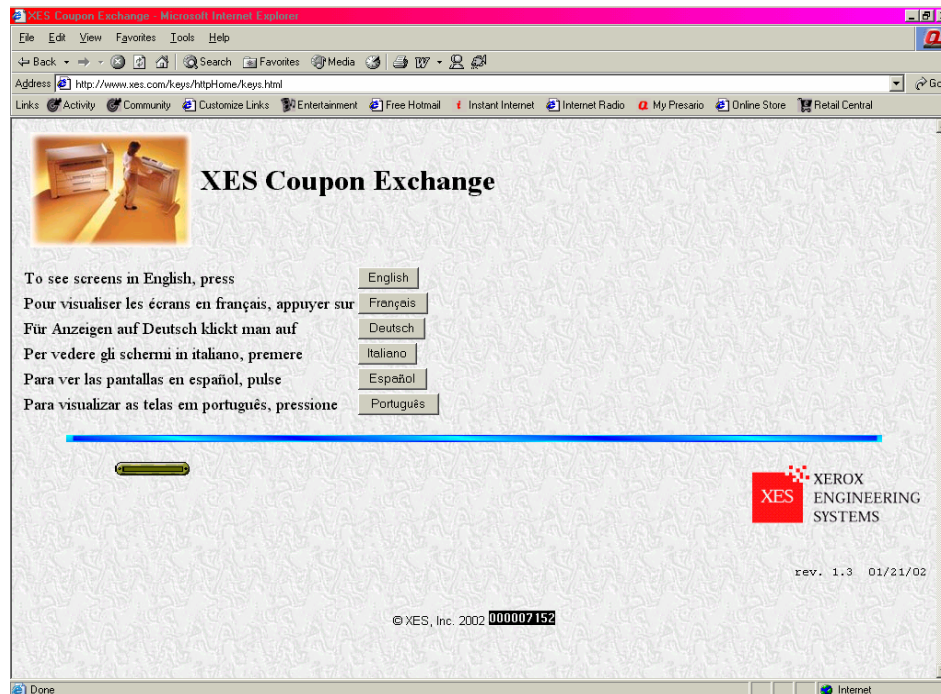 XES Coupon Exchange - Microsoft Internet Explorer
File Edit View Favorites Tools Help
Back Search Favorites Media
Address http://www.xes.com/keys/httpHome/keys.html Go
Links Activity Community Customize Links Entertainment Free Hotmail Instant Internet Internet Radio My Presario Online Store Retail Central
XES Coupon Exchange
To see screens in English, press English
Pour visualiser les écrans en français, appuyer sur Français
Für Anzeigen auf Deutsch klickt man auf Deutsch
Per vedere gli schermi in italiano, premere Italiano
Para ver las pantallas en español, pulse Español
Para visualizar as telas em português, pressione Português
XES
XEROX
ENGINEERING
SYSTEMS
rev. 1.3 01/21/02
© XES, Inc. 2002 000007152
Done Internet